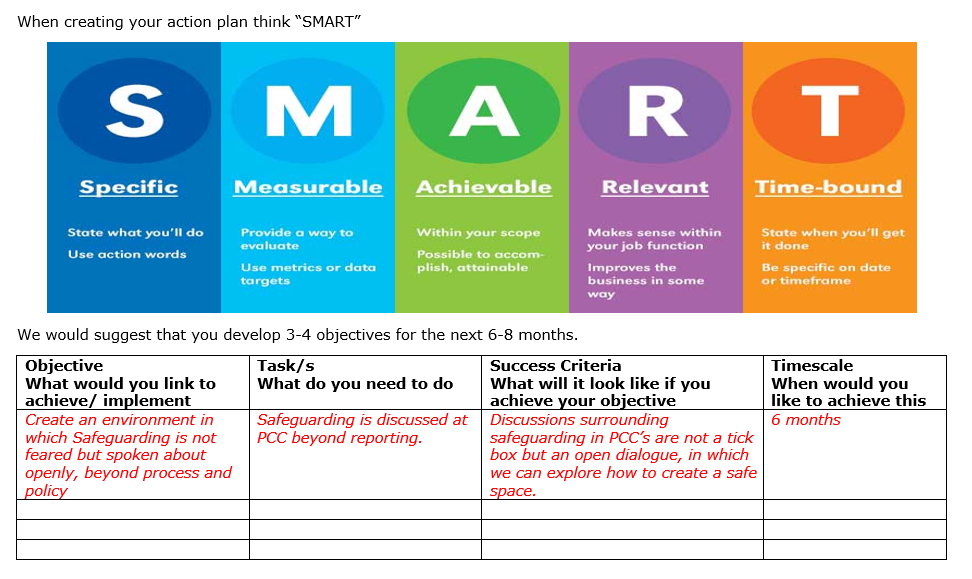 When creating your action plan think “SMART”
S M A R T
Specific
State what you'll do
Use action words
Measurable
Provide a way to
evaluate
Use metrics or data
targets
Achievable
Within your scope
Possible to accom-
plish, attainable
Relevant
Makes sense within
your job function
Improves the
business in some
way
Time-bound
State when you'll get
it done
Be specific on date
or timeframe
We would suggest that you develop 3-4 objectives for the next 6-8 months.
Objective
What would you link to
achieve/ implement
Task/s
What do you need to do
Success Criteria
What will it look like if you
achieve your objective
Timescale
When would you
like to achieve this
Create an environment in
which Safeguarding is not
feared but spoken about
openly, beyond process and
policy
Safeguarding is discussed at
PCC beyond reporting.
Discussions surrounding
safeguarding in PCC’s are not a tick
box but an open dialogue, in which
we can explore how to create a safe
space.
6 months